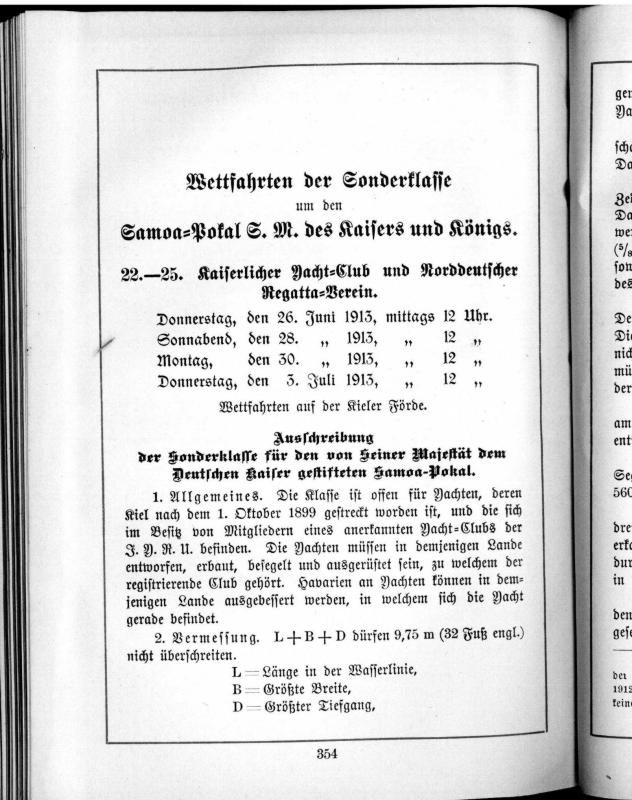 Wettfahrten der Sonderklasse
um den
Samoa=Pokal S. M. des Kaisers und Königs.
22.—25. Kaiserlicher Yacht=Club und Norddeutscher
Regatta=Verein.
Donnerstag, den 26. Juni 1913, mittags 12 Uhr.
Sonnabend, den 28. „ 1913, „ 12 „
Montag, den 30. „ 1913, „ 12 „
Donnerstag, den 3. Juli 1913, „ 12 „
Wettfahrten auf der Kieler Förde.
Ausschreibung
der Sonderklasse für den von Seiner Majestät dem
Deutschen Kaiser gestifteten Samoa-Pokal.
1. Allgemeines. Die Klasse ist offen für Yachten, deren
Kiel nach dem 1. Oktober 1899 gestreckt worden ist, und die sich
im Besitz von Mitgliedern eines anerkannten Yacht=Clubs der
J. Y. R. U. befinden. Die Yachten müssen in demjenigen Lande
entworfen, erbaut, besegelt und ausgerüstet sein, zu welchem der
registrierende Club gehört. Havarien an Yachten können in dem=
jenigen Lande ausgebessert werden, in welchem sich die Yacht
gerade befindet.
2. Vermessung. L+B+D dürfen 9,75 m (32 Fuß engl.)
nicht überschreiten.
L=Länge in der Wasserlinie,
B=Größte Breite,
D=Größter Tiefgang,
354